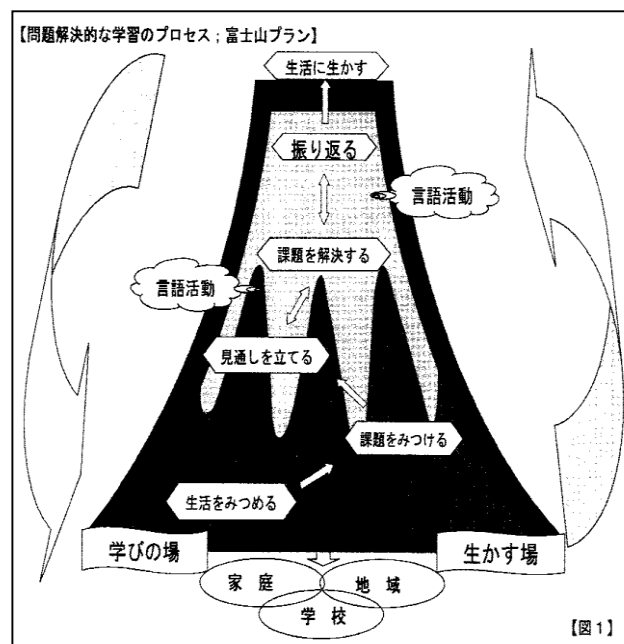 【問題解決的な学習のプロセス；富士山プラン】
生活に生かす
振り返る
言語活動
課題を解決する
言語活動
見通しを立てる
課題をみつける
生活をみつめる
学びの場
生かす場
家 庭
地 域
学 校
【図１】